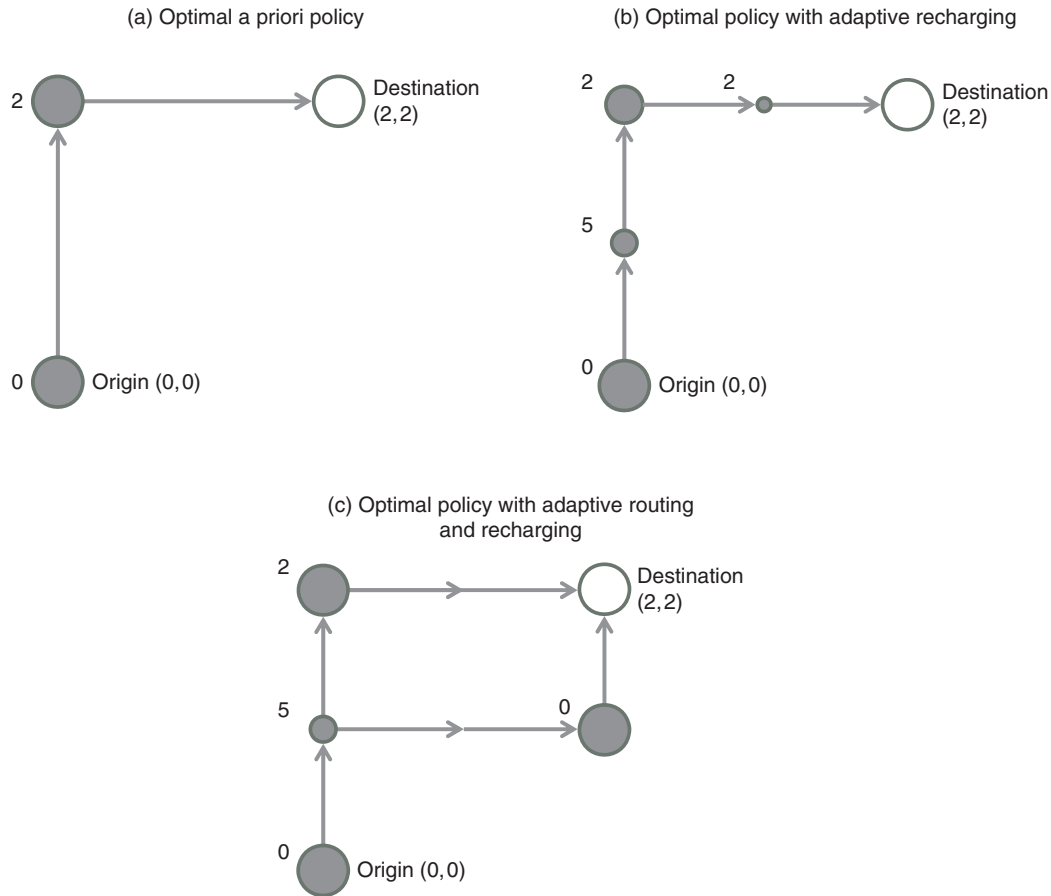 (a) Optimal a priori policy
2
Destination
(2,2)
0
Origin (0,0)
(b) Optimal policy with adaptive recharging
2
2
Destination
(2,2)
5
0
Origin (0,0)
(c) Optimal policy with adaptive routing
and recharging
2
Destination
(2,2)
5
0
0
Origin (0,0)